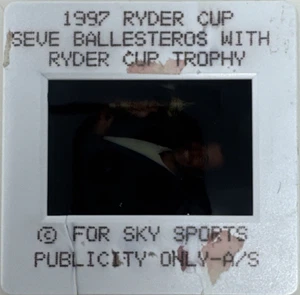 1997 RYDER CUP
SEVE BALLESTEROS WITH
RYDER CUP TROPHY
© FOR SKY SPORTS
PUBLICITY ONLY-A/S